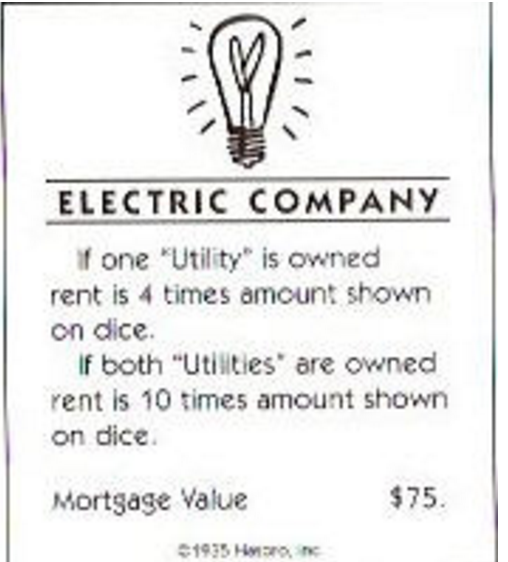 ELECTRIC COMPANY
If one "Utility" is owned
rent is 4 times amount shown
on dice.
If both "Utilities" are owned
rent is 10 times amount shown
on dice.
Mortgage Value $75.
©1935 Hasbro, Inc.